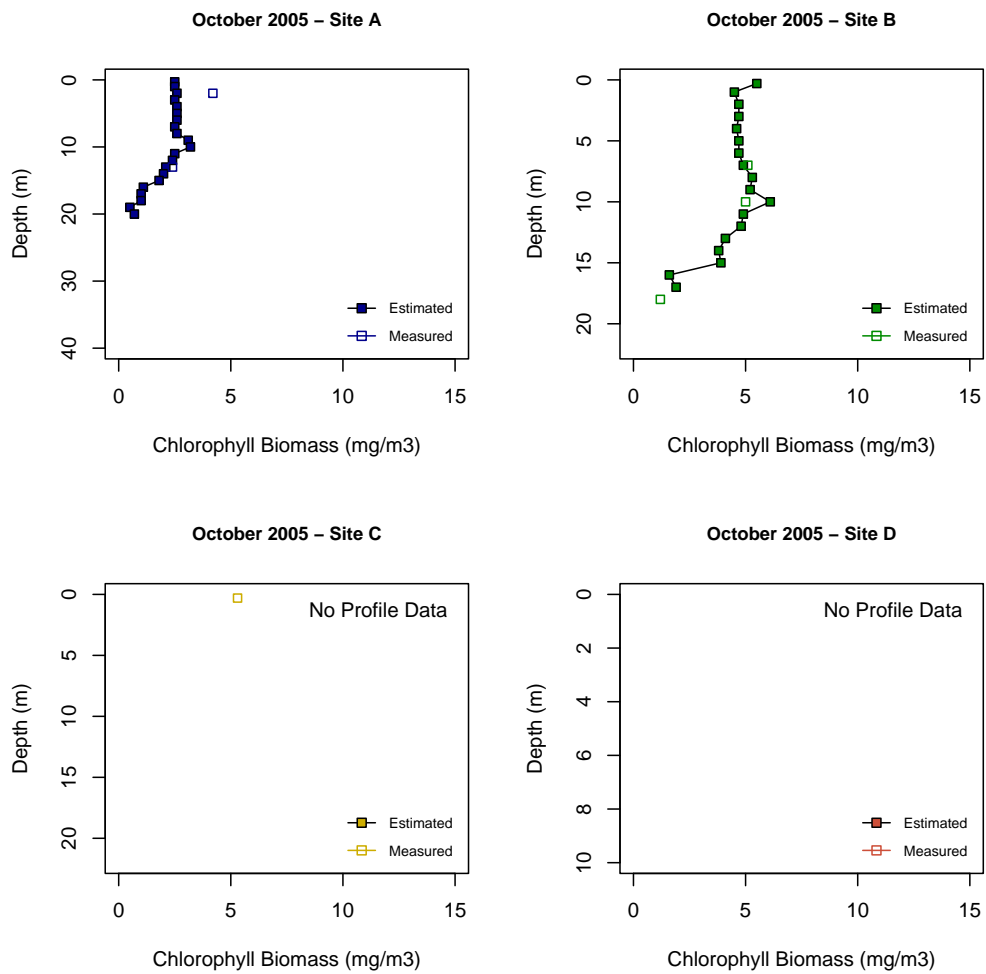 October 2005 – Site A
0
10
20
30
40
Depth (m)
Estimated
Measured
0 5 10 15
Chlorophyll Biomass (mg/m3)
October 2005 – Site B
0
5
10
15
20
Depth (m)
Estimated
Measured
0 5 10 15
Chlorophyll Biomass (mg/m3)
October 2005 – Site C
No Profile Data
0
5
10
15
20
Depth (m)
Estimated
Measured
0 5 10 15
Chlorophyll Biomass (mg/m3)
October 2005 – Site D
No Profile Data
0
2
4
6
8
10
Depth (m)
Estimated
Measured
0 5 10 15
Chlorophyll Biomass (mg/m3)